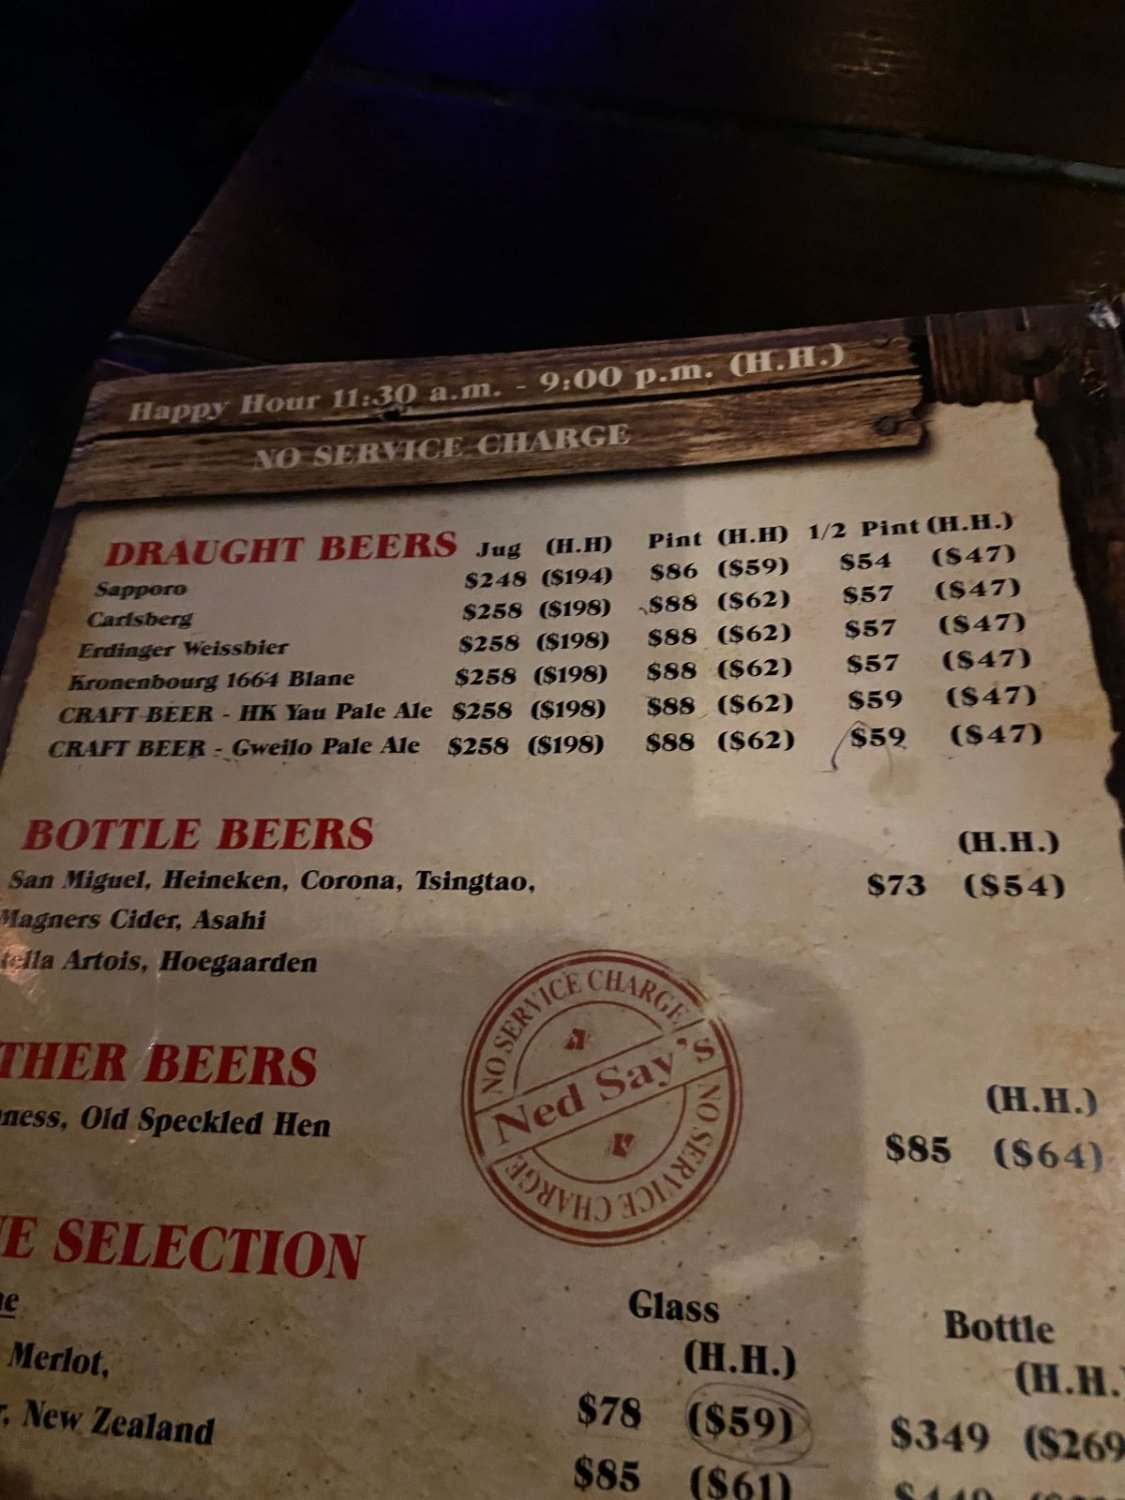 Happy Hour 11:30 a.m. - 9:00 p.m. (H.H.)
NO SERVICE CHARGE
DRAUGHT BEERS Jug (H.H) Pint (H.H) 1/2 Pint (H.H.)
Sapporo $248 ($194) $86 ($59) $54 ($47)
Carlsberg $258 ($198) $88 ($62) $57 ($47)
Erdinger Weissbier $258 ($198) $88 ($62) $57 ($47)
Kronenbourg 1664 Blanc $258 ($198) $88 ($62) $57 ($47)
CRAFT BEER - HK Yau Pale Ale $258 ($198) $88 ($62) $59 ($47)
CRAFT BEER - Gweilo Pale Ale $258 ($198) $88 ($62) $59 ($47)
BOTTLE BEERS (H.H.)
San Miguel, Heineken, Corona, Tsingtao, $73 ($54)
Magners Cider, Asahi
tella Artois, Hoegaarden
THER BEERS (H.H.)
ness, Old Speckled Hen $85 ($64)
NO SERVICE CHARGE
Ned Say's
NO SERVICE CHARGE
E SELECTION
Glass Bottle
(H.H.) (H.H.
Merlot, $78 ($59) $349 ($269
r, New Zealand
$85 ($61)